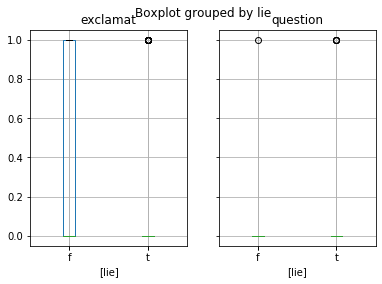 Boxplot grouped by lie
exclamat
question
1.0
0.8
0.6
0.4
0.2
0.0
f
t
f
t
[lie]
[lie]